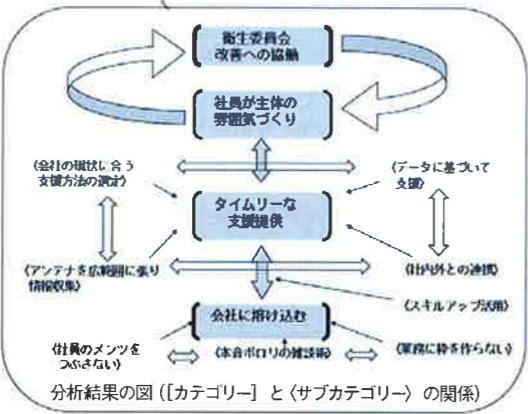 衛生委員会
改善への協働
社員が主体の
雰囲気づくり
〈会社の現状に合う
支援方法の選定〉
〈データに基づいて
支援〉
タイムリーな
支援提供
〈アンテナを広範囲に張り
情報収集〉
〈社内外との連携〉
〈スキルアップ活用〉
会社に溶け込む
〈社員のメンツを
つぶさない〉
〈本音ポロリの雑談術〉
〈業務に枠を作らない〉
分析結果の図（[カテゴリー] と〈サブカテゴリー〉の関係）